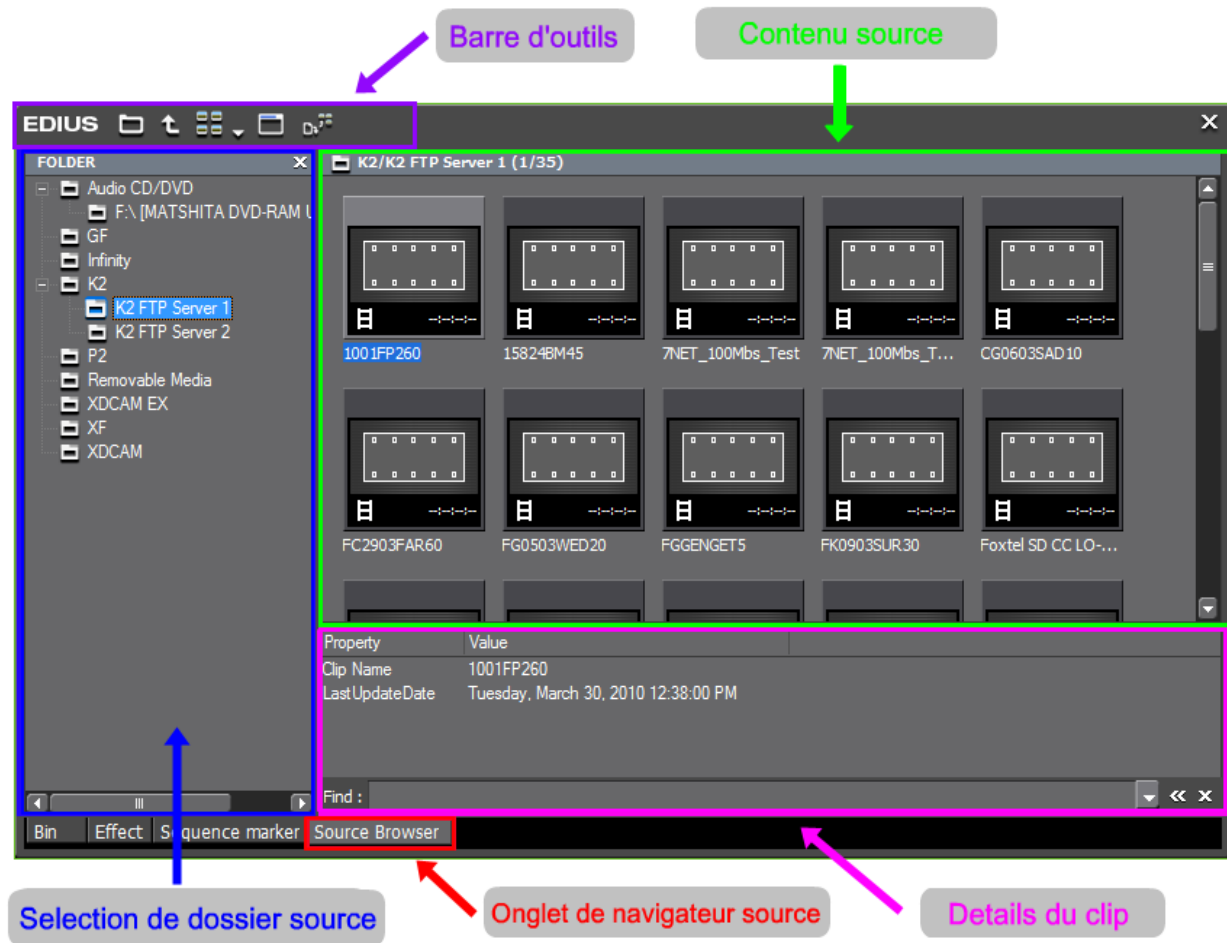 Barre d'outils
Contenu source
EDIUS
FOLDER
K2/K2 FTP Server 1 (1/35)
Audio CD/DVD
F:\ [MATSHITA DVD-RAM U
GF
Infinity
K2
K2 FTP Server 1
K2 FTP Server 2
P2
Removable Media
XDCAM EX
XF
XDCAM
--:--:--:-- --:--:--:-- --:--:--:-- --:--:--:-- --:--:--:--
1001FP260 15824BM45 7NET_100Mbs_Test 7NET_100Mbs_T... CG0603SAD10
--:--:--:-- --:--:--:-- --:--:--:-- --:--:--:-- --:--:--:--
FC2903FAR60 FG0503WED20 FGGENGET5 FK0903SUR30 Foxtel SD CC LO-...
Property Value
Clip Name 1001FP260
LastUpdateDate Tuesday, March 30, 2010 12:38:00 PM
Find :
Bin Effect Sequence marker Source Browser
Selection de dossier source
Onglet de navigateur source
Details du clip